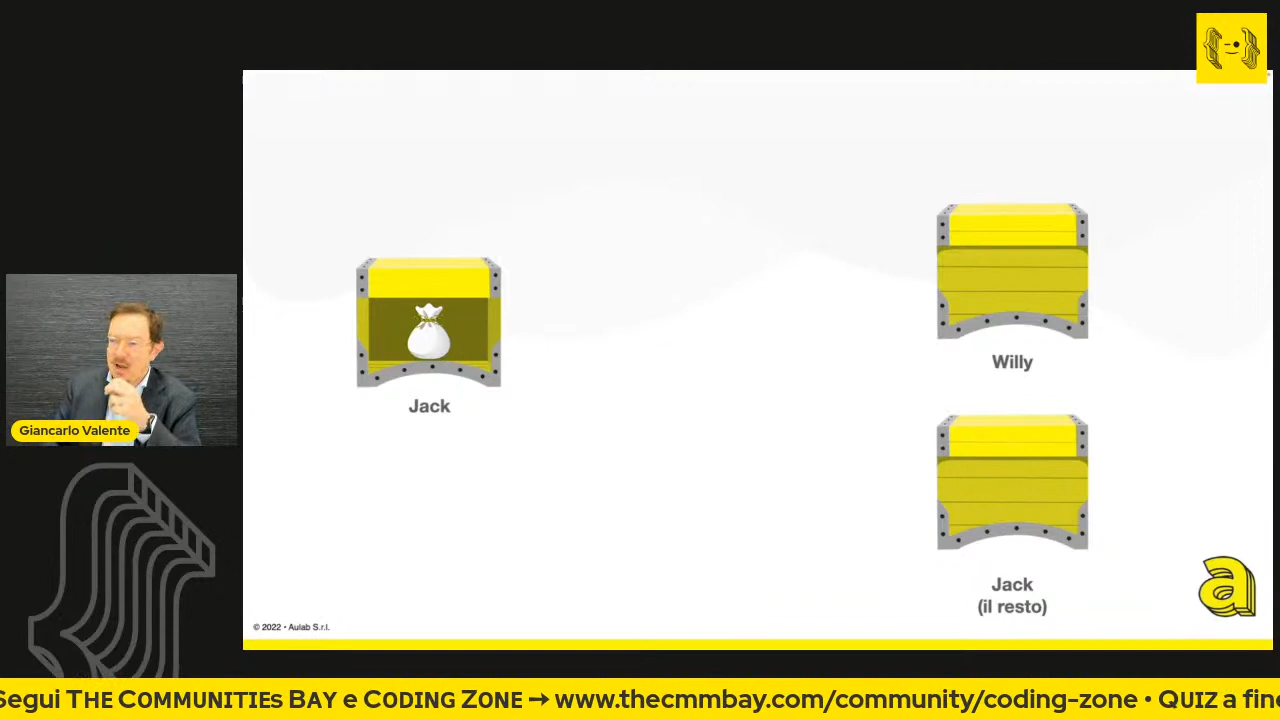 Willy
Jack
Giancarlo Valente
Jack
(il resto)
a
© 2022 • Aulab S.r.l.
Segui THE COMMUNITIEs BAY e CODING ZONE → www.thecmmbay.com/community/coding-zone • QUIZ a fine